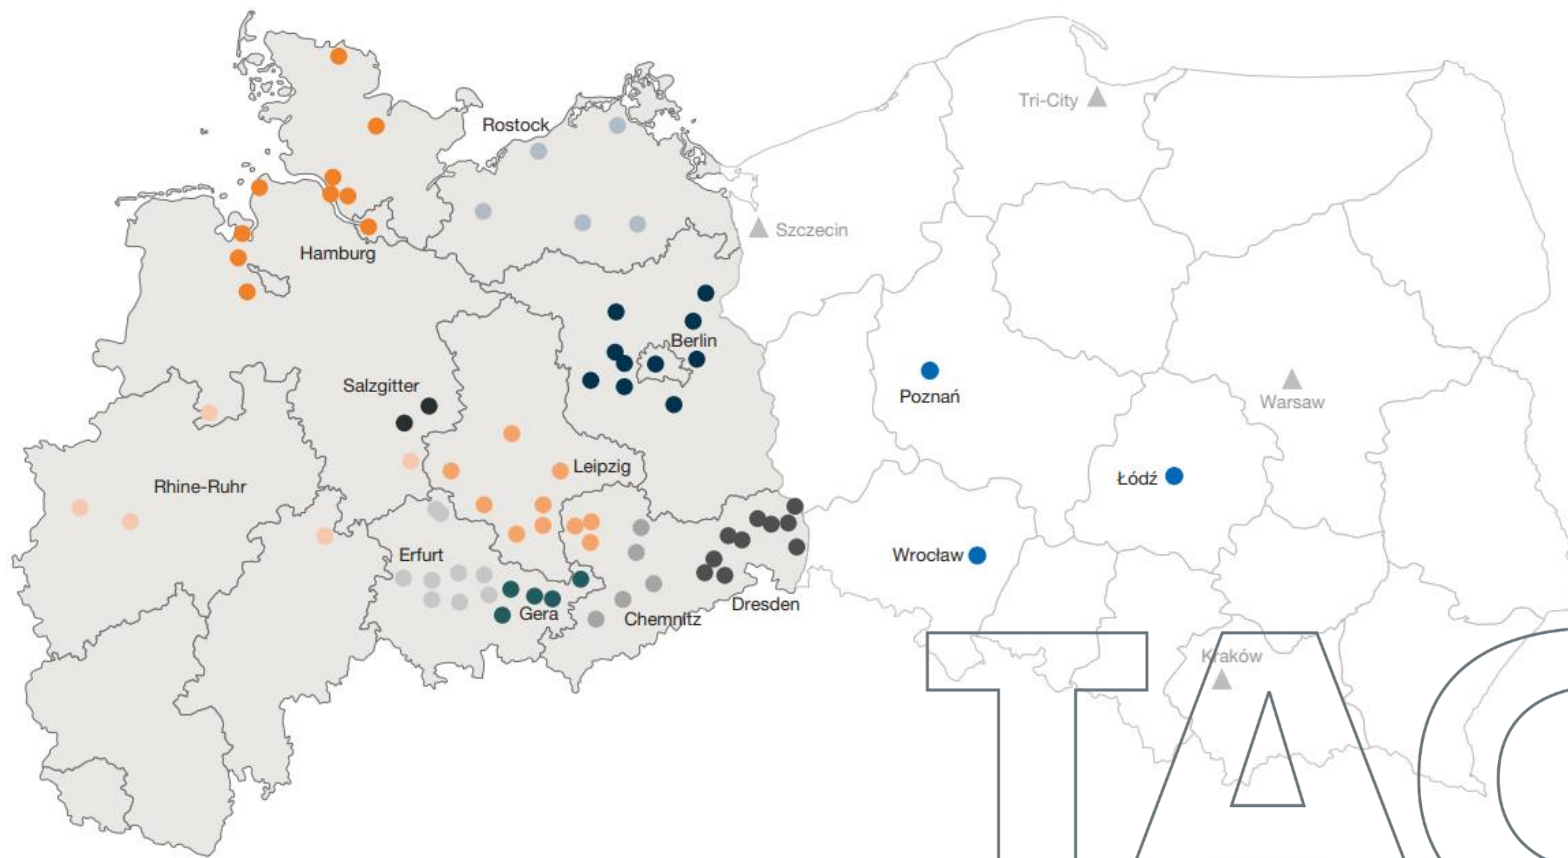 Tri-City
Rostock
Szczecin
Hamburg
Berlin
Salzgitter
Poznań
Warsaw
Leipzig
Łódź
Rhine-Ruhr
Erfurt
Wrocław
Dresden
Gera
Chemnitz
Kraków
TAG